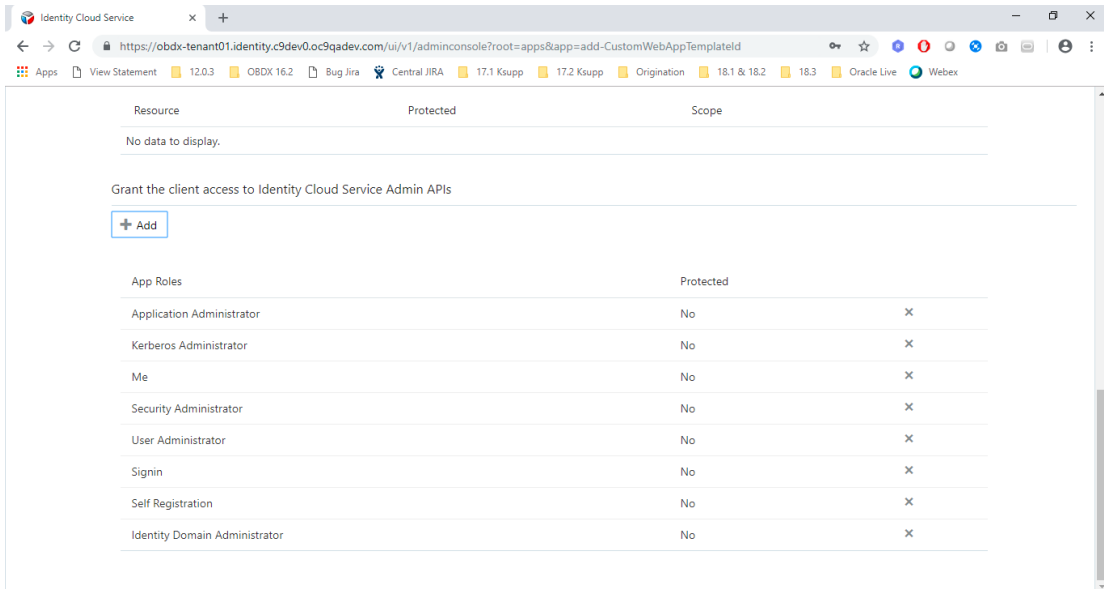 Identity Cloud Service
https://obdx-tenant01.identity.c9dev0.oc9qadev.com/ui/v1/adminconsole?root=apps&app=add-CustomWebAppTemplateId
Apps View Statement 12.0.3 OBDX 16.2 Bug Jira Central JIRA 17.1 Ksupp 17.2 Ksupp Origination 18.1 & 18.2 18.3 Oracle Live Webex
Resource Protected Scope
No data to display.
Grant the client access to Identity Cloud Service Admin APIs
+ Add
App Roles Protected
Application Administrator No
Kerberos Administrator No
Me No
Security Administrator No
User Administrator No
Signin No
Self Registration No
Identity Domain Administrator No